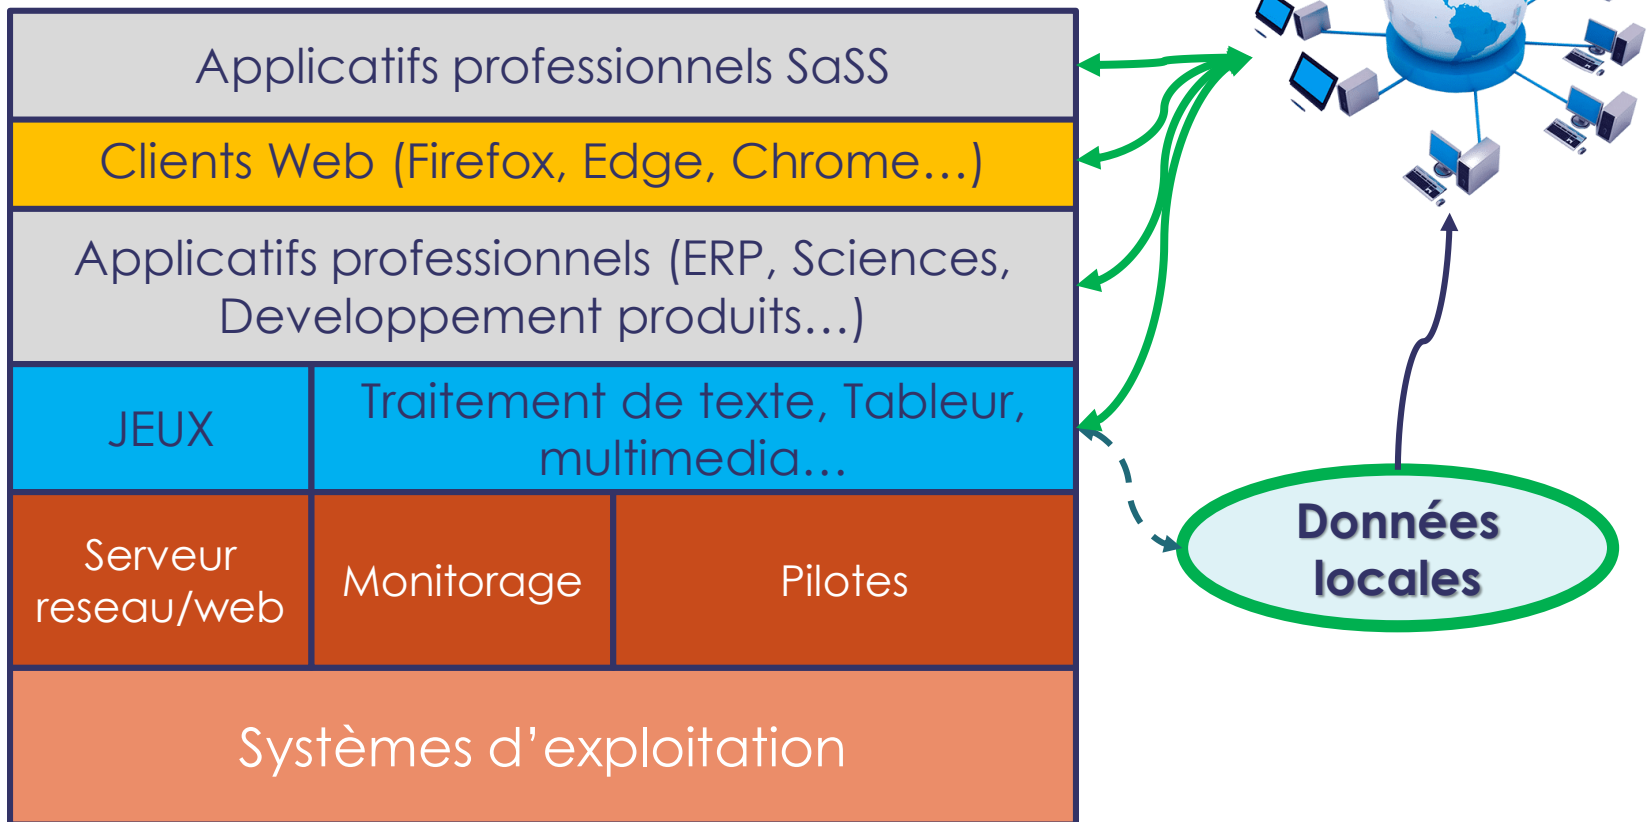 Applicatifs professionnels SaSS
Clients Web (Firefox, Edge, Chrome…)
Applicatifs professionnels (ERP, Sciences,
Developpement produits…)
JEUX
Traitement de texte, Tableur,
multimedia…
Serveur
reseau/web
Monitorage
Pilotes
Données
locales
Systèmes d’exploitation